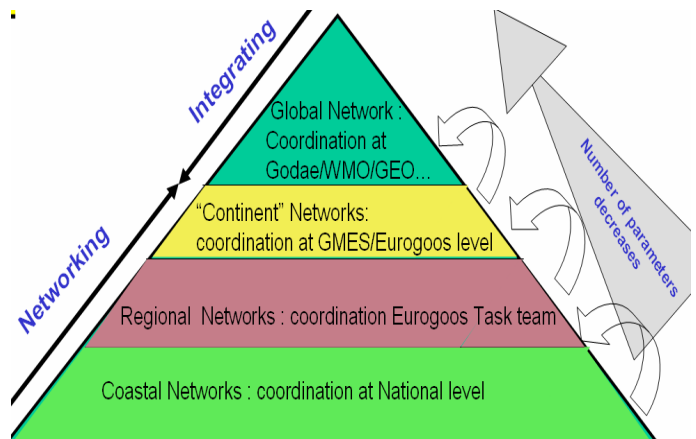 Integrating
Global Network :
Coordination at
Godae/WMO/GEO...
Number of parameters
decreases
“Continent” Networks:
coordination at GMES/Eurogoos level
Networking
Regional Networks : coordination Eurogoos Task team
Coastal Networks : coordination at National level